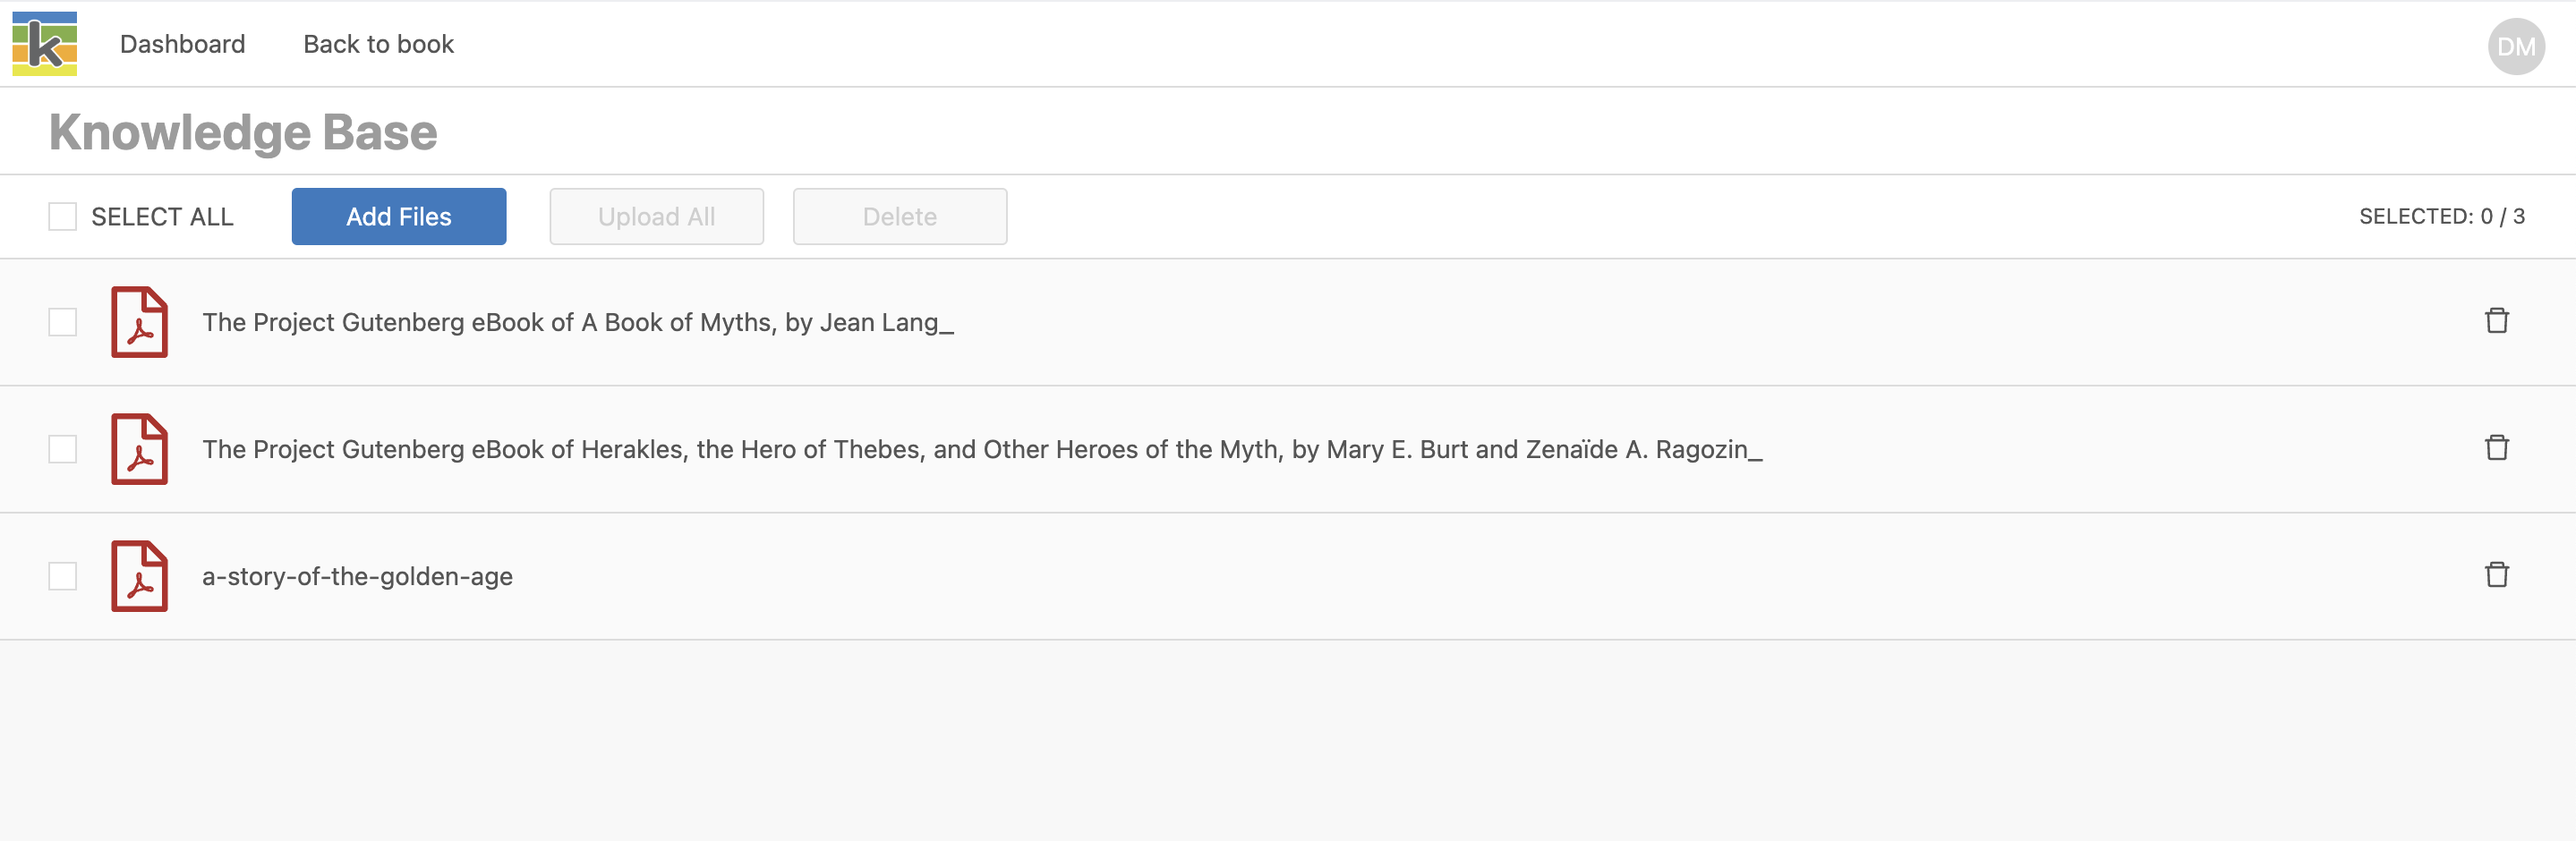 k
Dashboard
Back to book
DM
Knowledge Base
SELECT ALL
Add Files
Upload All
Delete
SELECTED: 0 / 3
The Project Gutenberg eBook of A Book of Myths, by Jean Lang_
The Project Gutenberg eBook of Herakles, the Hero of Thebes, and Other Heroes of the Myth, by Mary E. Burt and Zenaïde A. Ragozin_
a-story-of-the-golden-age